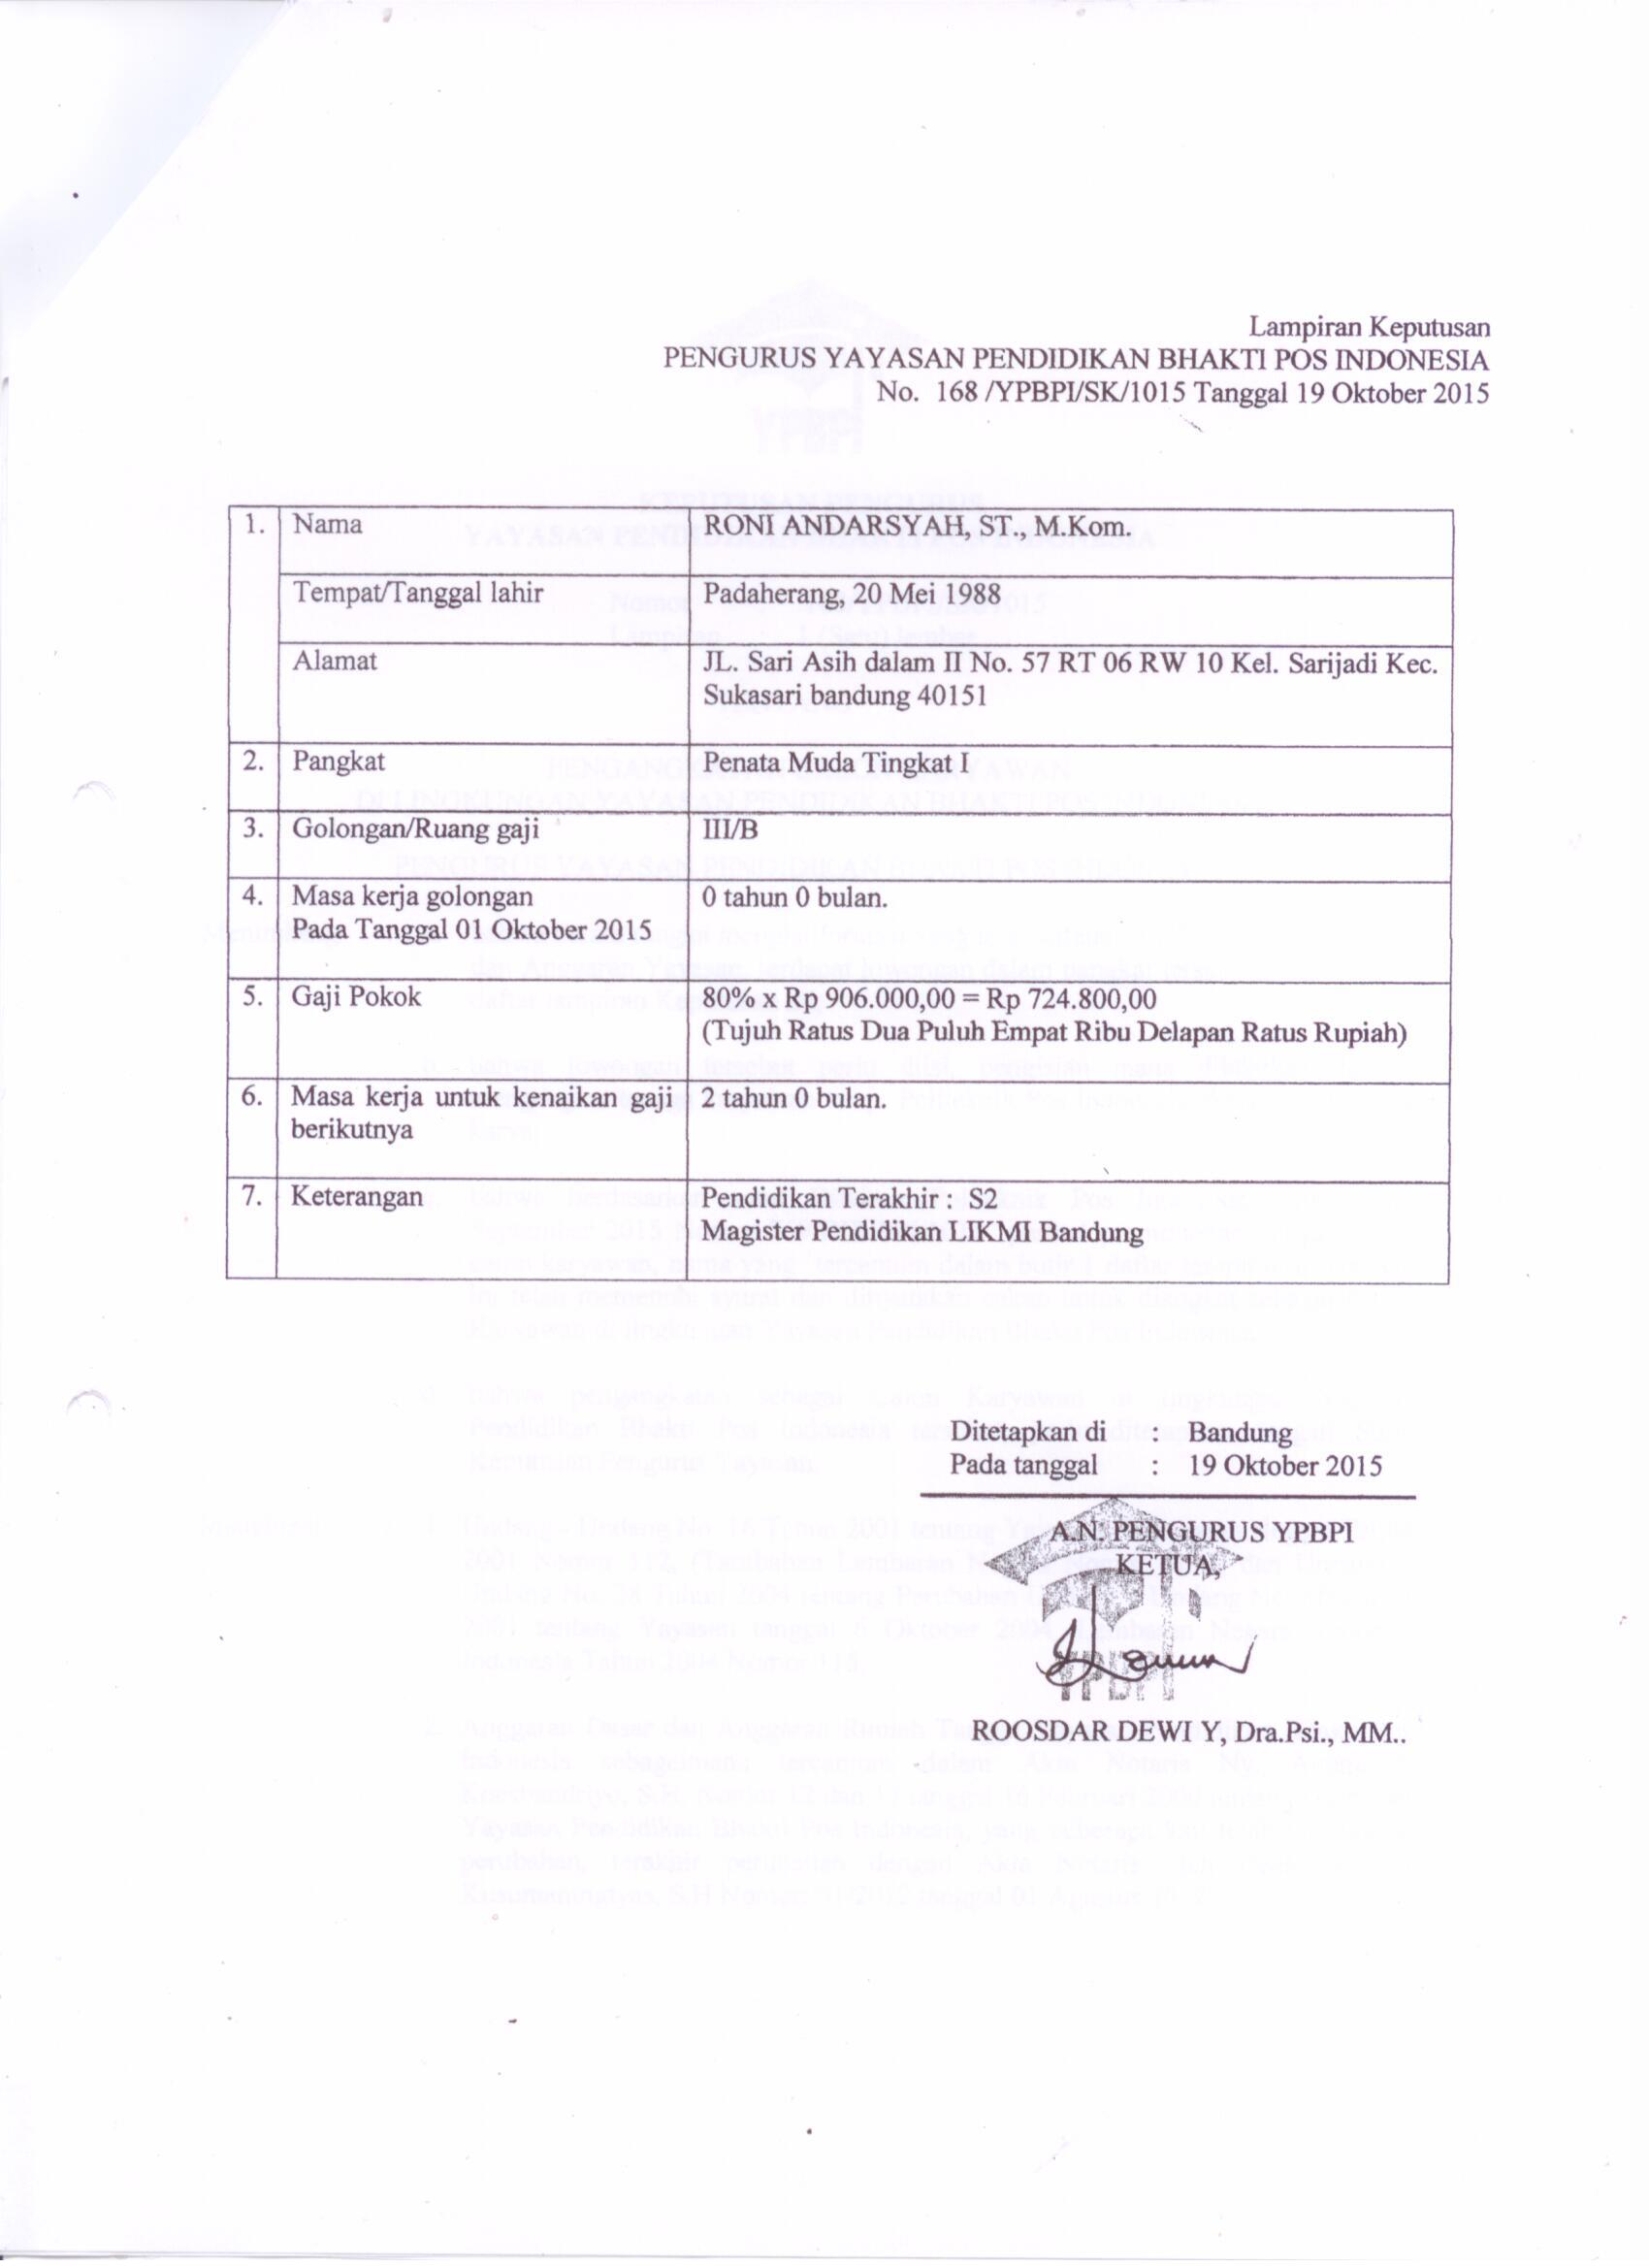 Lampiran Keputusan
PENGURUS YAYASAN PENDIDIKAN BHAKTI POS INDONESIA
No. 168 /YPBPI/SK/1015 Tanggal 19 Oktober 2015
1. Nama RONI ANDARSYAH, ST., M.Kom.
Tempat/Tanggal lahir Padaherang, 20 Mei 1988
Alamat JL. Sari Asih dalam II No. 57 RT 06 RW 10 Kel. Sarijadi Kec.
Sukasari bandung 40151
2. Pangkat Penata Muda Tingkat I
3. Golongan/Ruang gaji III/B
4. Masa kerja golongan 0 tahun 0 bulan.
Pada Tanggal 01 Oktober 2015
5. Gaji Pokok 80% x Rp 906.000,00 = Rp 724.800,00
(Tujuh Ratus Dua Puluh Empat Ribu Delapan Ratus Rupiah)
6. Masa kerja untuk kenaikan gaji 2 tahun 0 bulan.
berikutnya
7. Keterangan Pendidikan Terakhir : S2
Magister Pendidikan LIKMI Bandung
Ditetapkan di : Bandung
Pada tanggal : 19 Oktober 2015
A.N. PENGURUS YPBPI
KETUA,
YPBPI
ROOSDAR DEWI Y, Dra.Psi., MM..